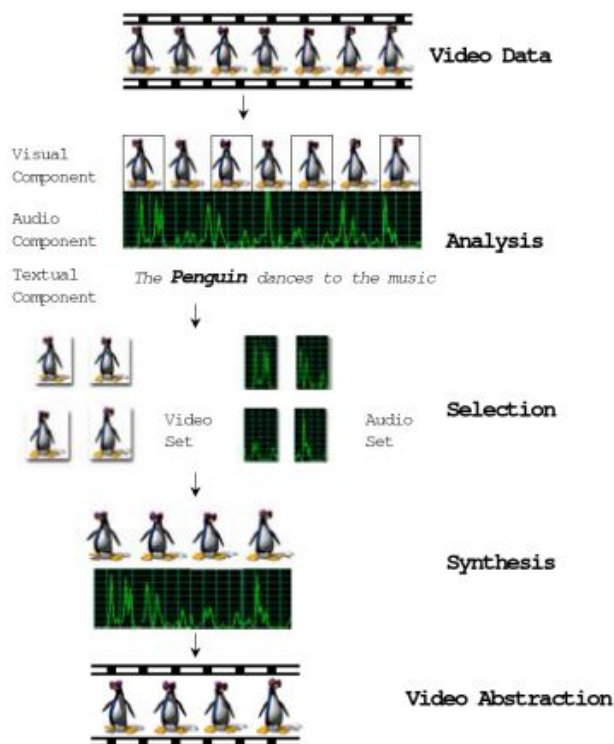 Video Data
Visual
Component
Audio
Component
Analysis
Textual
Component
The Penguin dances to the music
Video
Set
Audio
Set
Selection
Synthesis
Video Abstraction